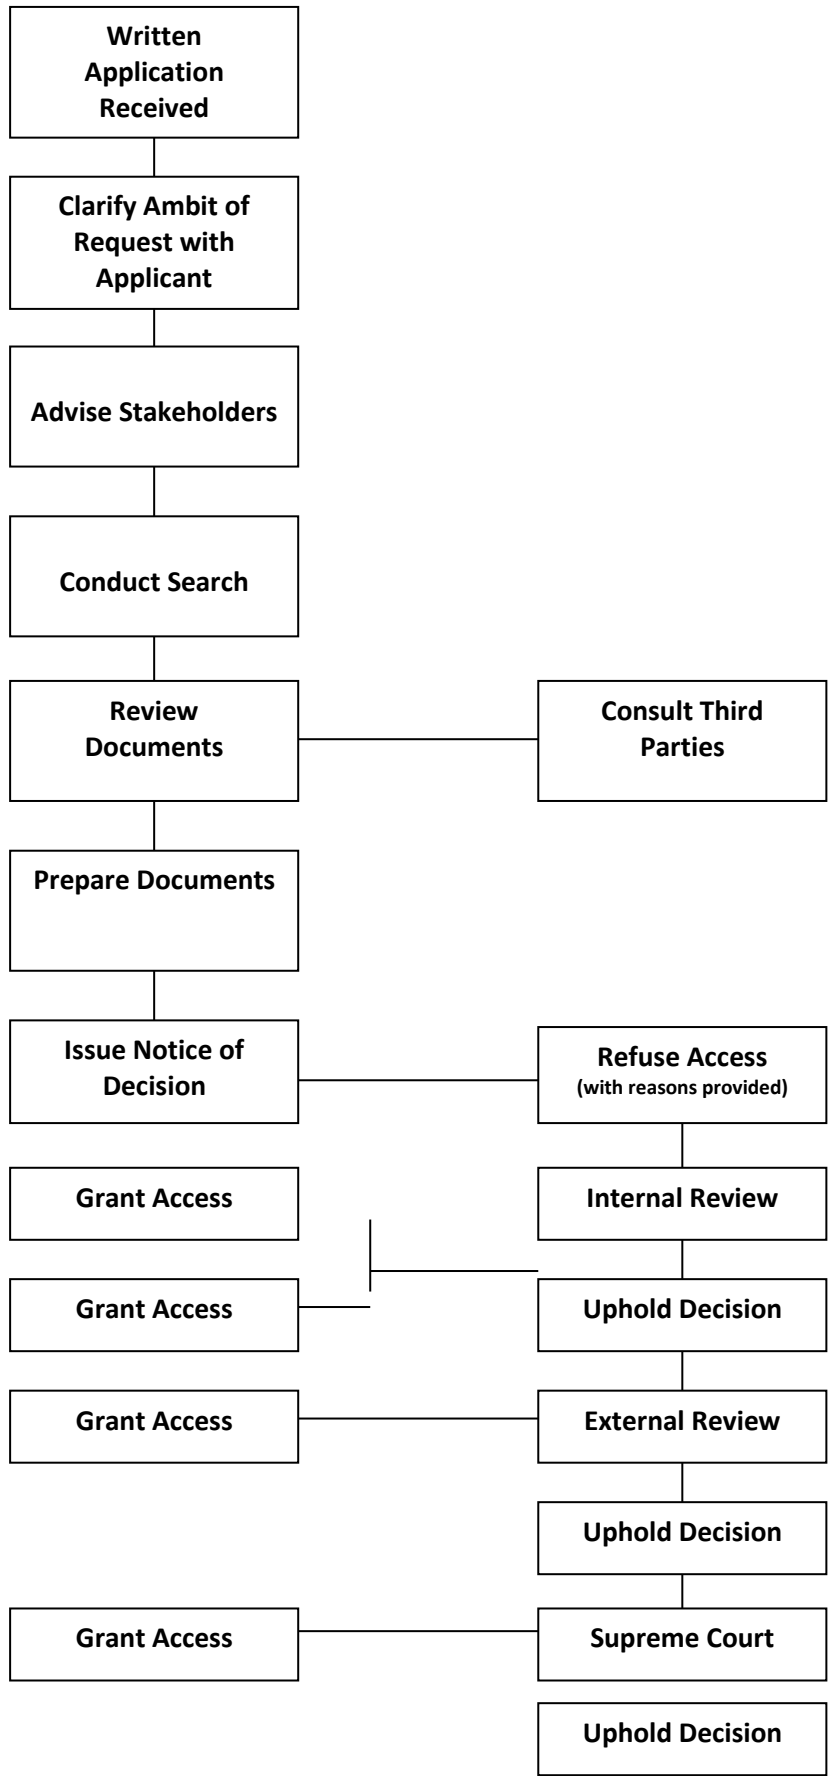 Written
Application
Received
Clarify Ambit of
Request with
Applicant
Advise Stakeholders
Conduct Search
Review
Documents
Consult Third
Parties
Prepare Documents
Issue Notice of
Decision
Refuse Access
(with reasons provided)
Grant Access
Internal Review
Grant Access
Uphold Decision
Grant Access
External Review
Uphold Decision
Grant Access
Supreme Court
Uphold Decision